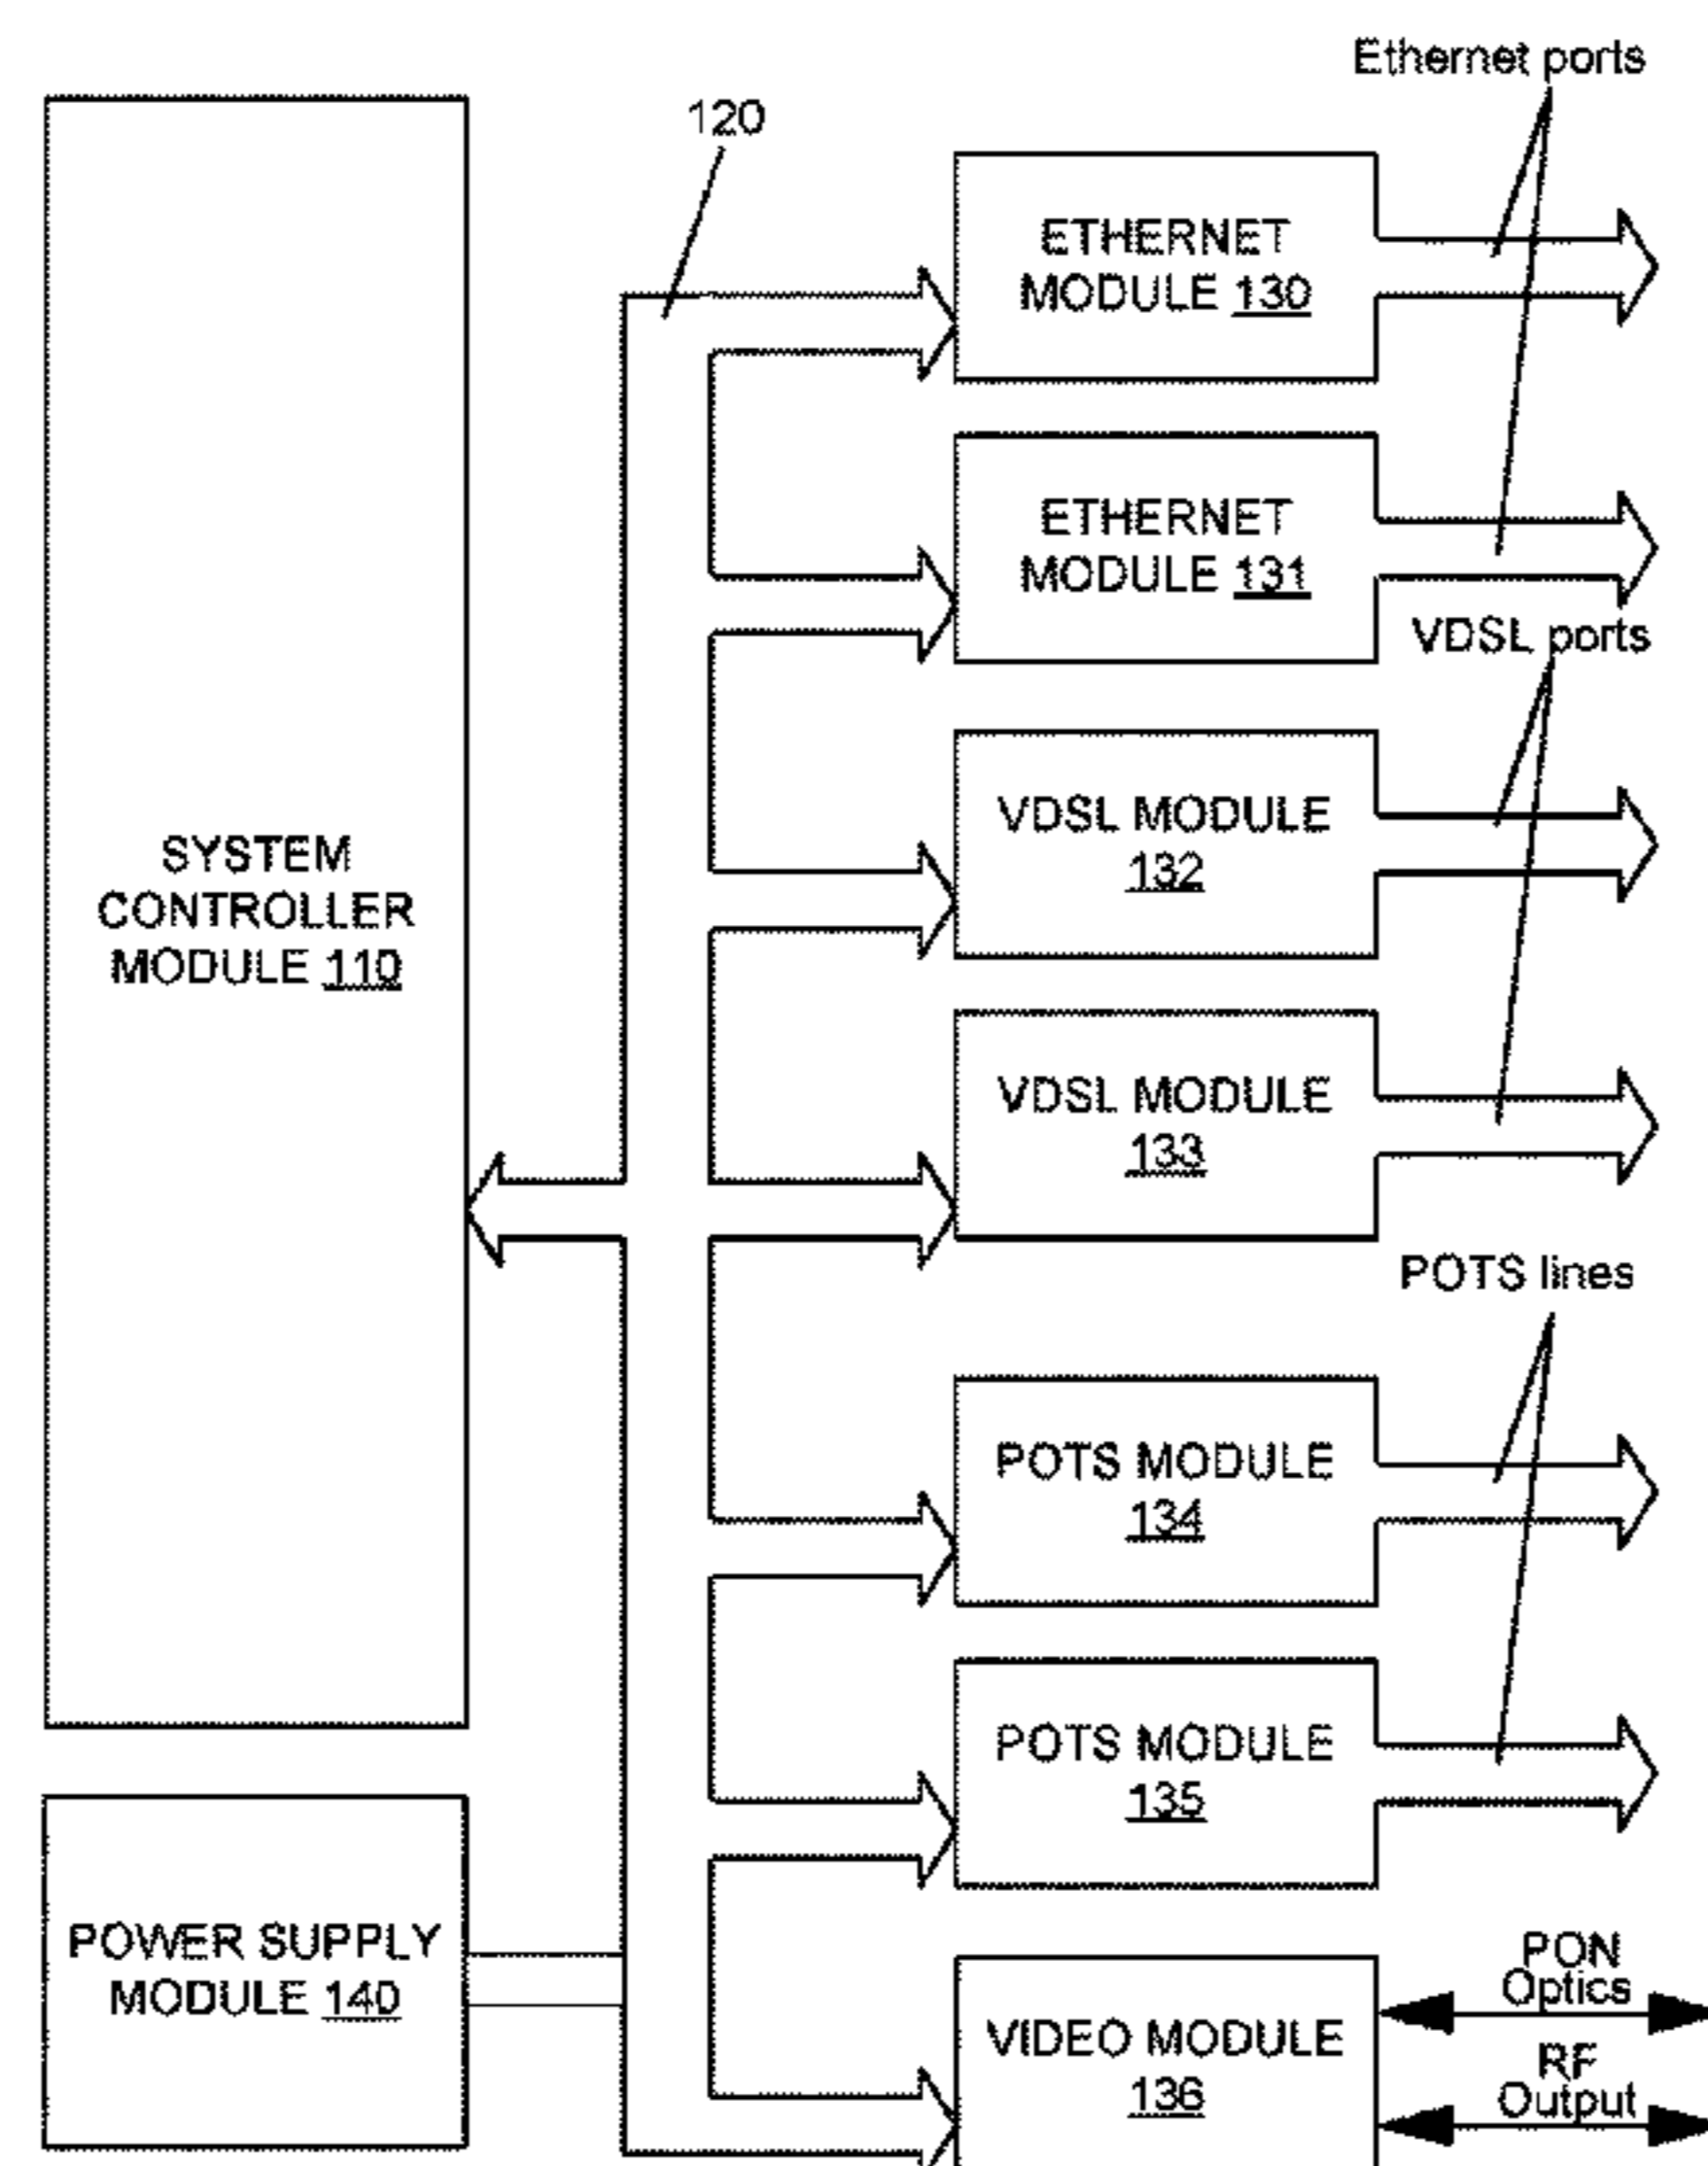 Ethernet ports
120
ETHERNET
MODULE 130
ETHERNET
MODULE 131
VDSL ports
VDSL MODULE
132
SYSTEM
CONTROLLER
MODULE 110
VDSL MODULE
133
POTS lines
POTS MODULE
134
POTS MODULE
135
POWER SUPPLY
MODULE 140
PON
Optics
VIDEO MODULE
136
RF
Output